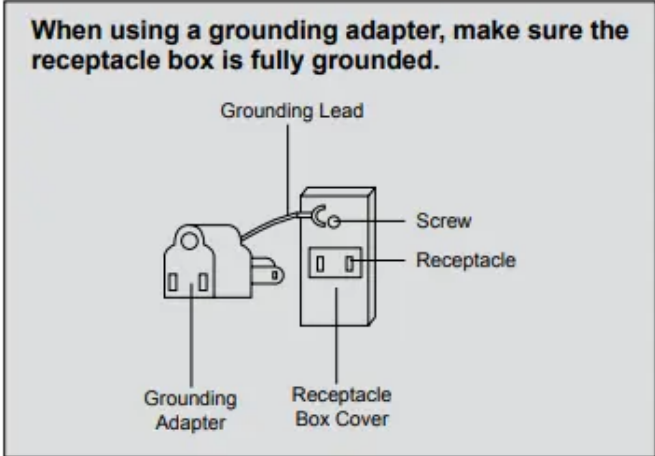 When using a grounding adapter, make sure the
receptacle box is fully grounded.
Grounding Lead
Screw
Receptacle
Grounding
Adapter
Receptacle
Box Cover